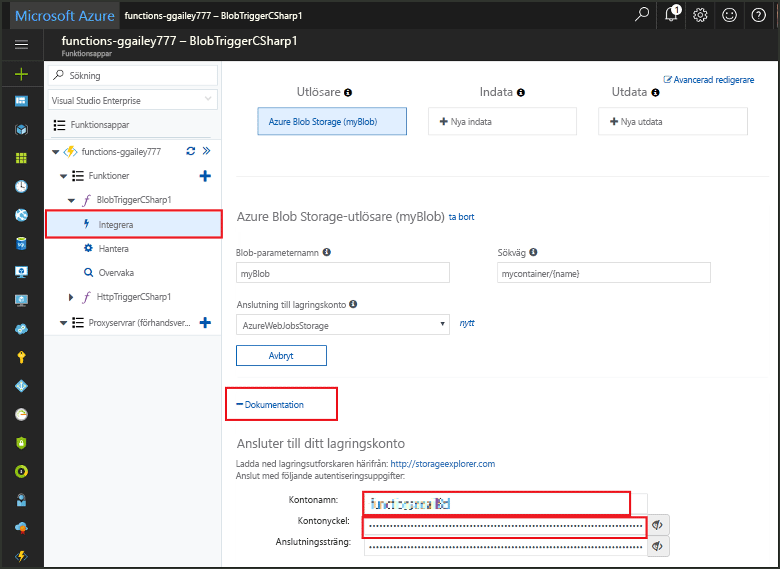 Microsoft Azure functions-ggailey777 – BlobTriggerCSharp1
1
functions-ggailey777 – BlobTriggerCSharp1
Funktionsappar
Sökning
Visual Studio Enterprise
Funktionsappar
functions-ggailey777
Funktioner
BlobTriggerCSharp1
Integrera
Hantera
Övervaka
HttpTriggerCSharp1
Proxyservrar (förhandsver...
Avancerad redigerare
Utlösare
Indata
Utdata
Azure Blob Storage (myBlob)
Nya indata
Nya utdata
Azure Blob Storage-utlösare (myBlob) ta bort
Blob-parameternamn
Sökväg
myBlob
mycontainer/{name}
Anslutning till lagringskonto
AzureWebJobsStorage
nytt
Avbryt
Dokumentation
Ansluter till ditt lagringskonto
Ladda ned lagringsutforskaren härifrån: http://storageexplorer.com
Anslut med följande autentiseringsuppgifter:
Kontonamn:
Kontonyckel:
Anslutningssträng: